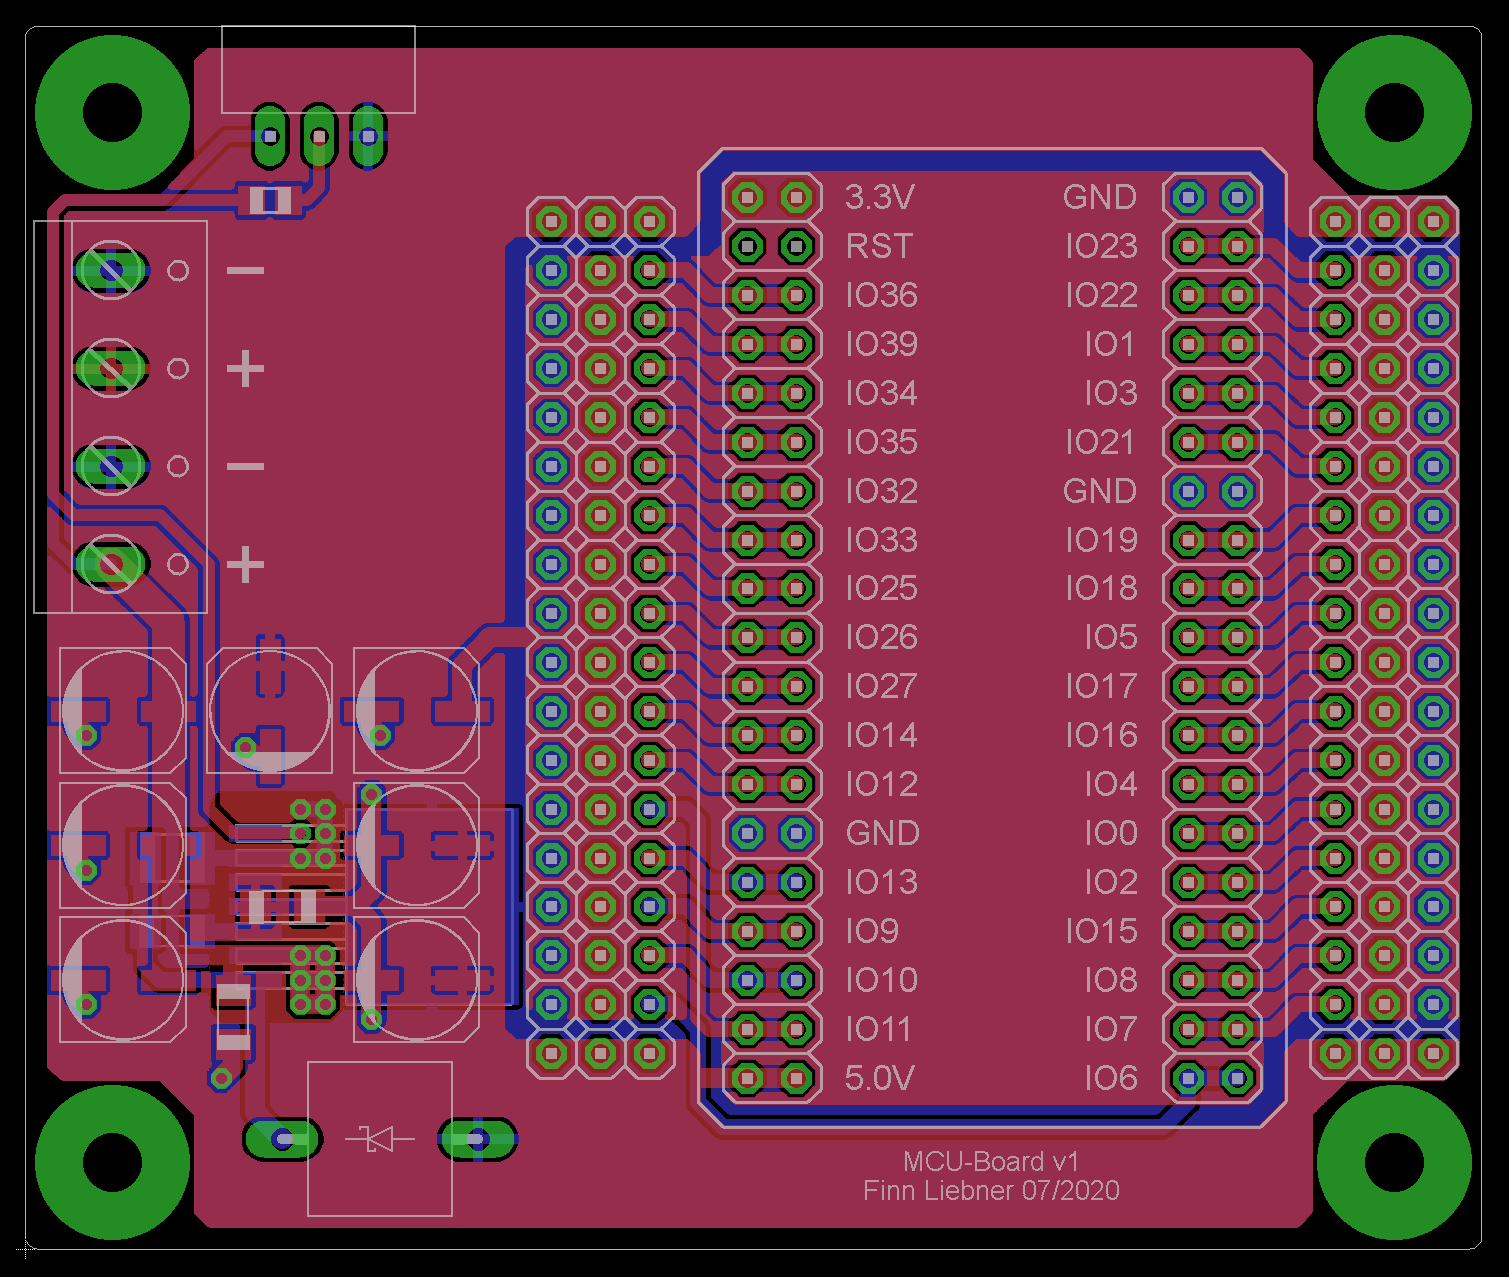 3.3V GND
RST IO23
IO36 IO22
IO39 IO1
IO34 IO3
IO35 IO21
IO32 GND
IO33 IO19
IO25 IO18
IO26 IO5
IO27 IO17
IO14 IO16
IO12 IO4
GND IO0
IO13 IO2
IO9 IO15
IO10 IO8
IO11 IO7
5.0V IO6
−
+
−
+
MCU-Board v1
Finn Liebner 07/2020